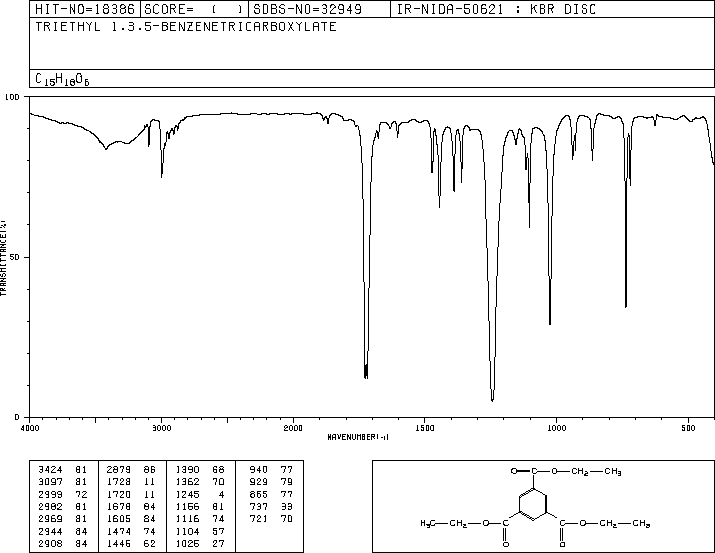 HIT-NO=18386 SCORE= ( ) SDBS-NO=32949 IR-NIDA-50621 : KBR DISC
TRIETHYL 1.3.5-BENZENETRICARBOXYLATE
C15H18O6
100
50
0
TRANSMITTANCE(%)
4000 3000 2000 1500 1000 500
WAVENUMBER(-1)
3424 81 2879 86 1390 68 940 77
3097 81 1728 11 1362 70 929 79
2999 72 1720 11 1245 4 865 77
2982 81 1678 84 1156 81 737 33
2969 81 1605 84 1116 74 721 70
2944 84 1474 74 1104 57
2908 84 1446 62 1026 27
O=C-O-CH2-CH3
H3C-CH2-O-C C-O-CH2-CH3
O O